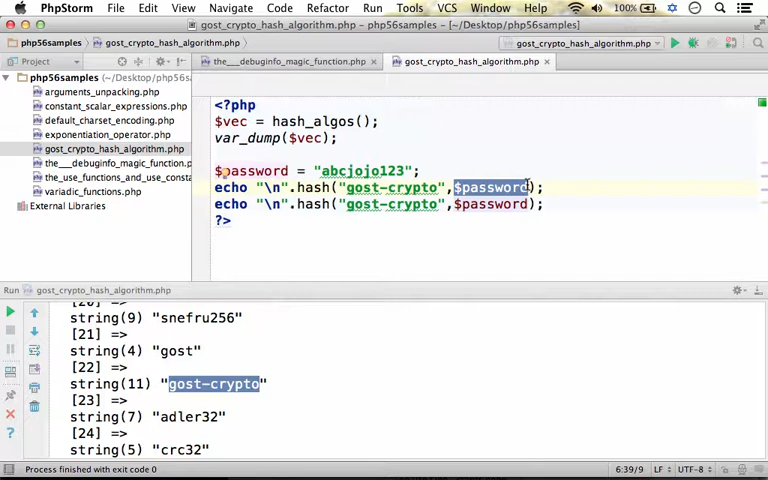 PhpStorm File Edit View Navigate Code Refactor Run Tools VCS Window Help 100%
gost_crypto_hash_algorithm.php - php56samples - [~/Desktop/php56samples]
php56samples gost_crypto_hash_algorithm.php gost_crypto_hash_algorithm.php
Project the___debuginfo_magic_function.php × gost_crypto_hash_algorithm.php ×
php56samples (~/Desktop/php56s
arguments_unpacking.php
constant_scalar_expressions.php
default_charset_encoding.php
exponentiation_operator.php
gost_crypto_hash_algorithm.php
the___debuginfo_magic_function.
the_use_functions_and_use_consta
variadic_functions.php
External Libraries
<?php
$vec = hash_algos();
var_dump($vec);
$password = "abcjojo123";
echo "\n".hash("gost-crypto",$password);
echo "\n".hash("gost-crypto",$password);
?>
Run gost_crypto_hash_algorithm.php
[20] =>
string(9) "snefru256"
[21] =>
string(4) "gost"
[22] =>
string(11) "gost-crypto"
[23] =>
string(7) "adler32"
[24] =>
string(5) "crc32"
Process finished with exit code 0 6:39/9 LF UTF-8